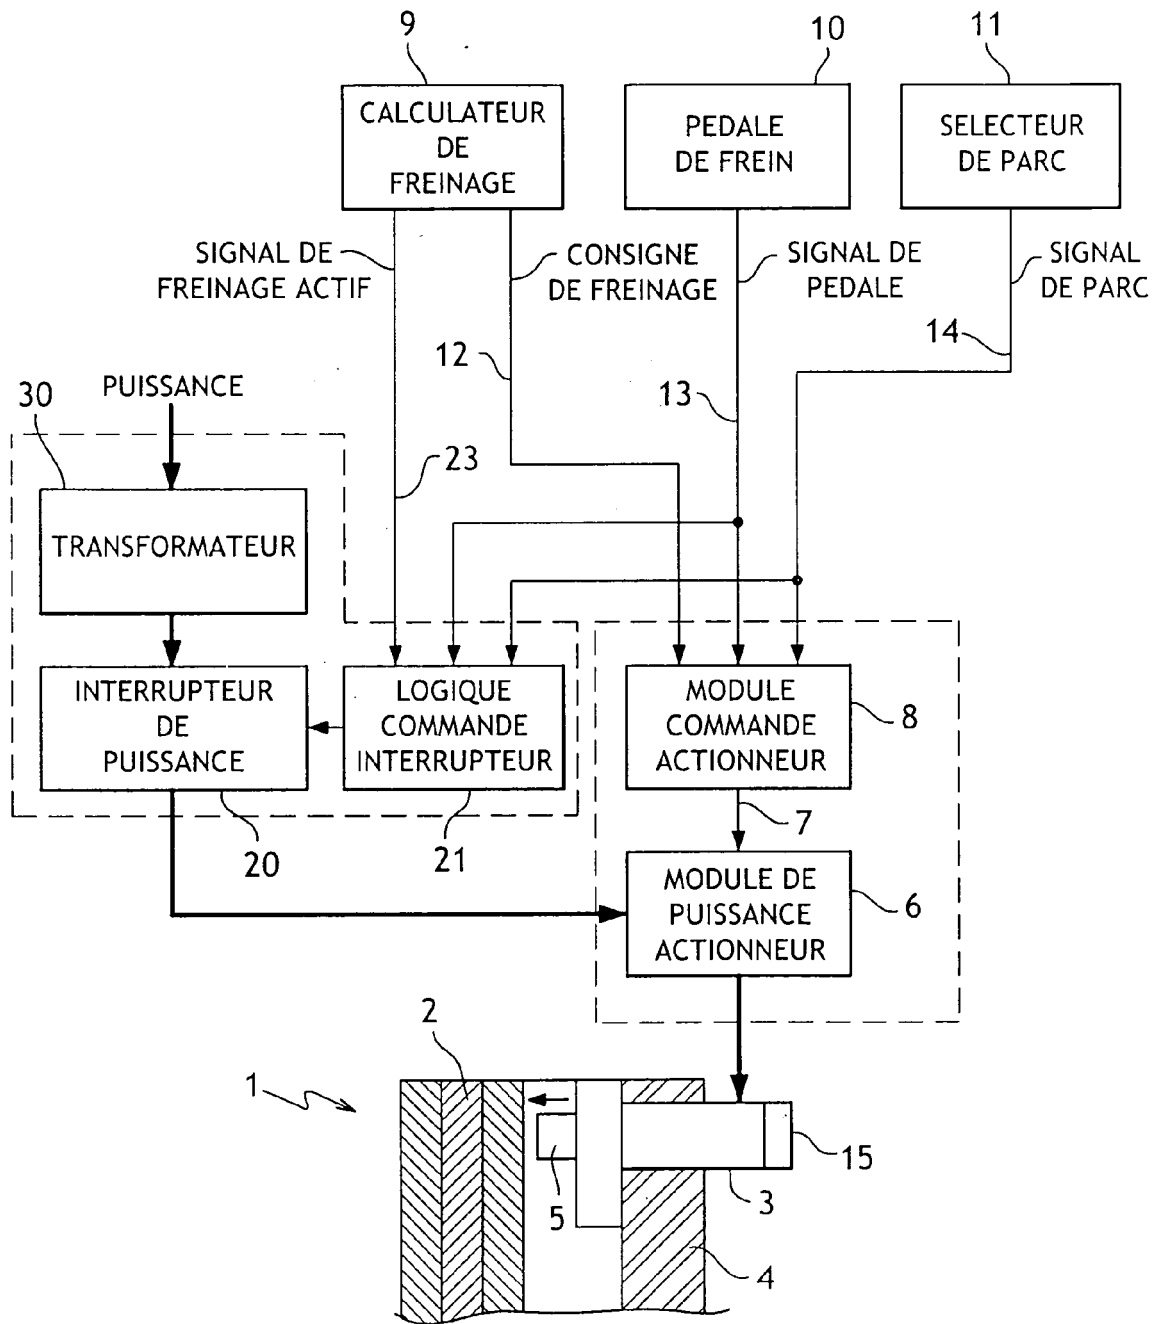 9
10
11
CALCULATEUR
DE
FREINAGE
PEDALE
DE FREIN
SELECTEUR
DE PARC
SIGNAL DE
FREINAGE ACTIF
CONSIGNE
DE FREINAGE
SIGNAL DE
PEDALE
SIGNAL
DE PARC
12
13
14
PUISSANCE
30
23
TRANSFORMATEUR
INTERRUPTEUR
DE
PUISSANCE
LOGIQUE
COMMANDE
INTERRUPTEUR
MODULE
COMMANDE
ACTIONNEUR
8
20
21
7
MODULE DE
PUISSANCE
ACTIONNEUR
6
1
2
5
15
3
4